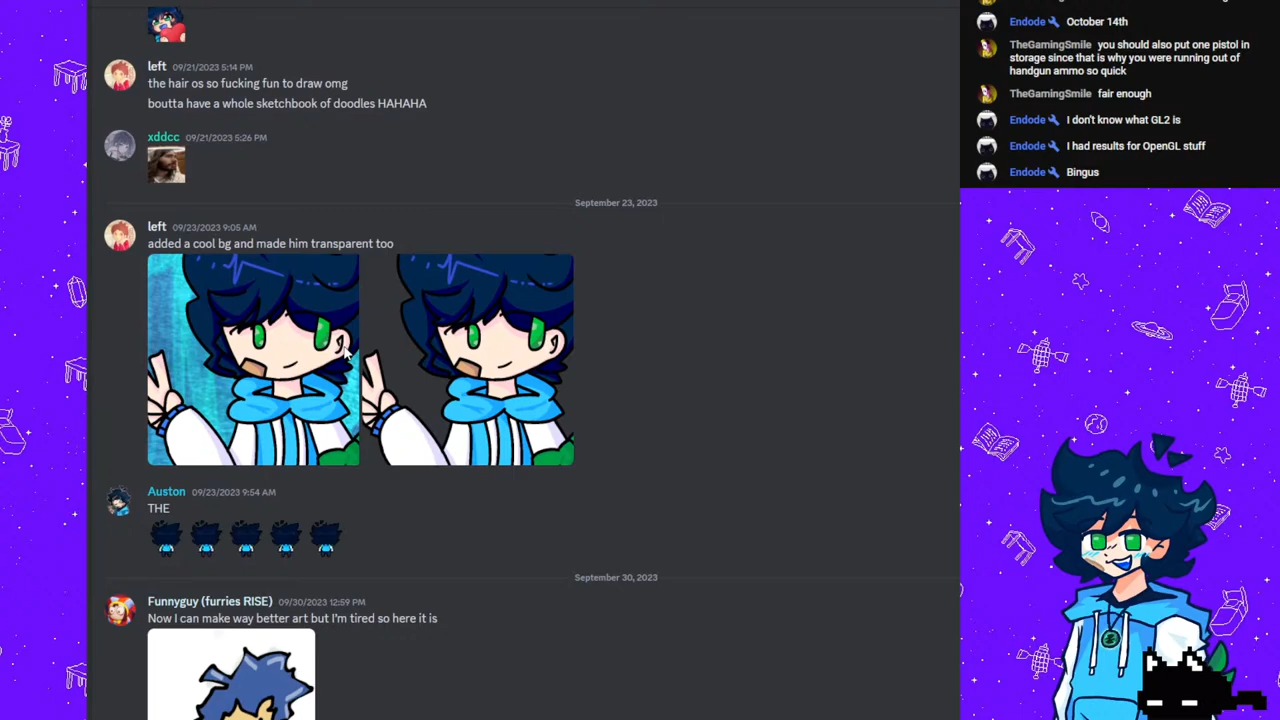 left 09/21/2023 5:14 PM
the hair os so fucking fun to draw omg
boutta have a whole sketchbook of doodles HAHAHA
xddcc 09/21/2023 5:26 PM
September 23, 2023
left 09/23/2023 9:05 AM
added a cool bg and made him transparent too
Auston 09/23/2023 9:54 AM
THE
September 30, 2023
Funnyguy (furries RISE) 09/30/2023 12:59 PM
Now I can make way better art but I'm tired so here it is
Endode October 14th
TheGamingSmile you should also put one pistol in
storage since that is why you were running out of
handgun ammo so quick
TheGamingSmile fair enough
Endode I don't know what GL2 is
Endode I had results for OpenGL stuff
Endode Bingus